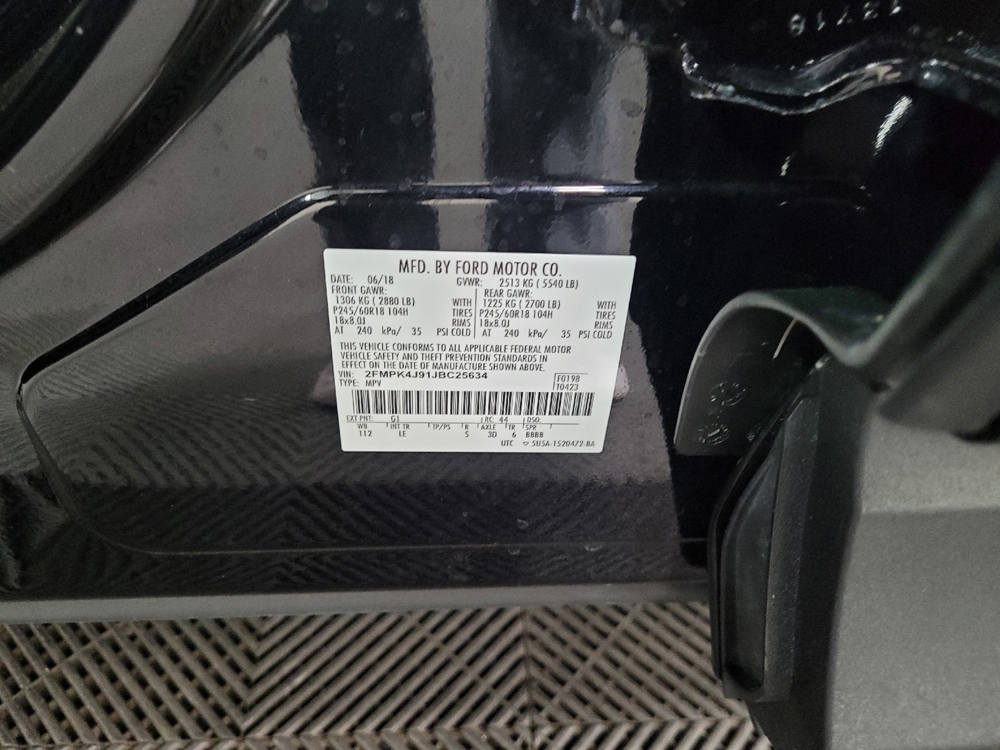 MFD. BY FORD MOTOR CO.
DATE: 06/18 GVWR: 2513 KG ( 5540 LB)
FRONT GAWR: REAR GAWR:
1306 KG ( 2880 LB) WITH 1225 KG ( 2700 LB) WITH
P245/60R18 104H TIRES P245/60R18 104H TIRES
18x8.0J RIMS 18x8.0J RIMS
AT 240 kPa/ 35 PSI COLD AT 240 kPa/ 35 PSI COLD
THIS VEHICLE CONFORMS TO ALL APPLICABLE FEDERAL MOTOR
VEHICLE SAFETY AND THEFT PREVENTION STANDARDS IN
EFFECT ON THE DATE OF MANUFACTURE SHOWN ABOVE.
VIN: 2FMPK4J91JBC25634 F0198
TYPE: MPV T0423
EXT PNT: G1 RC: 44 DSO:
WB INT TR TP/PS R AXLE TR SPR
112 LE S 3D 6 BBBB
UTC ▽ 5U5A-1520472-BA